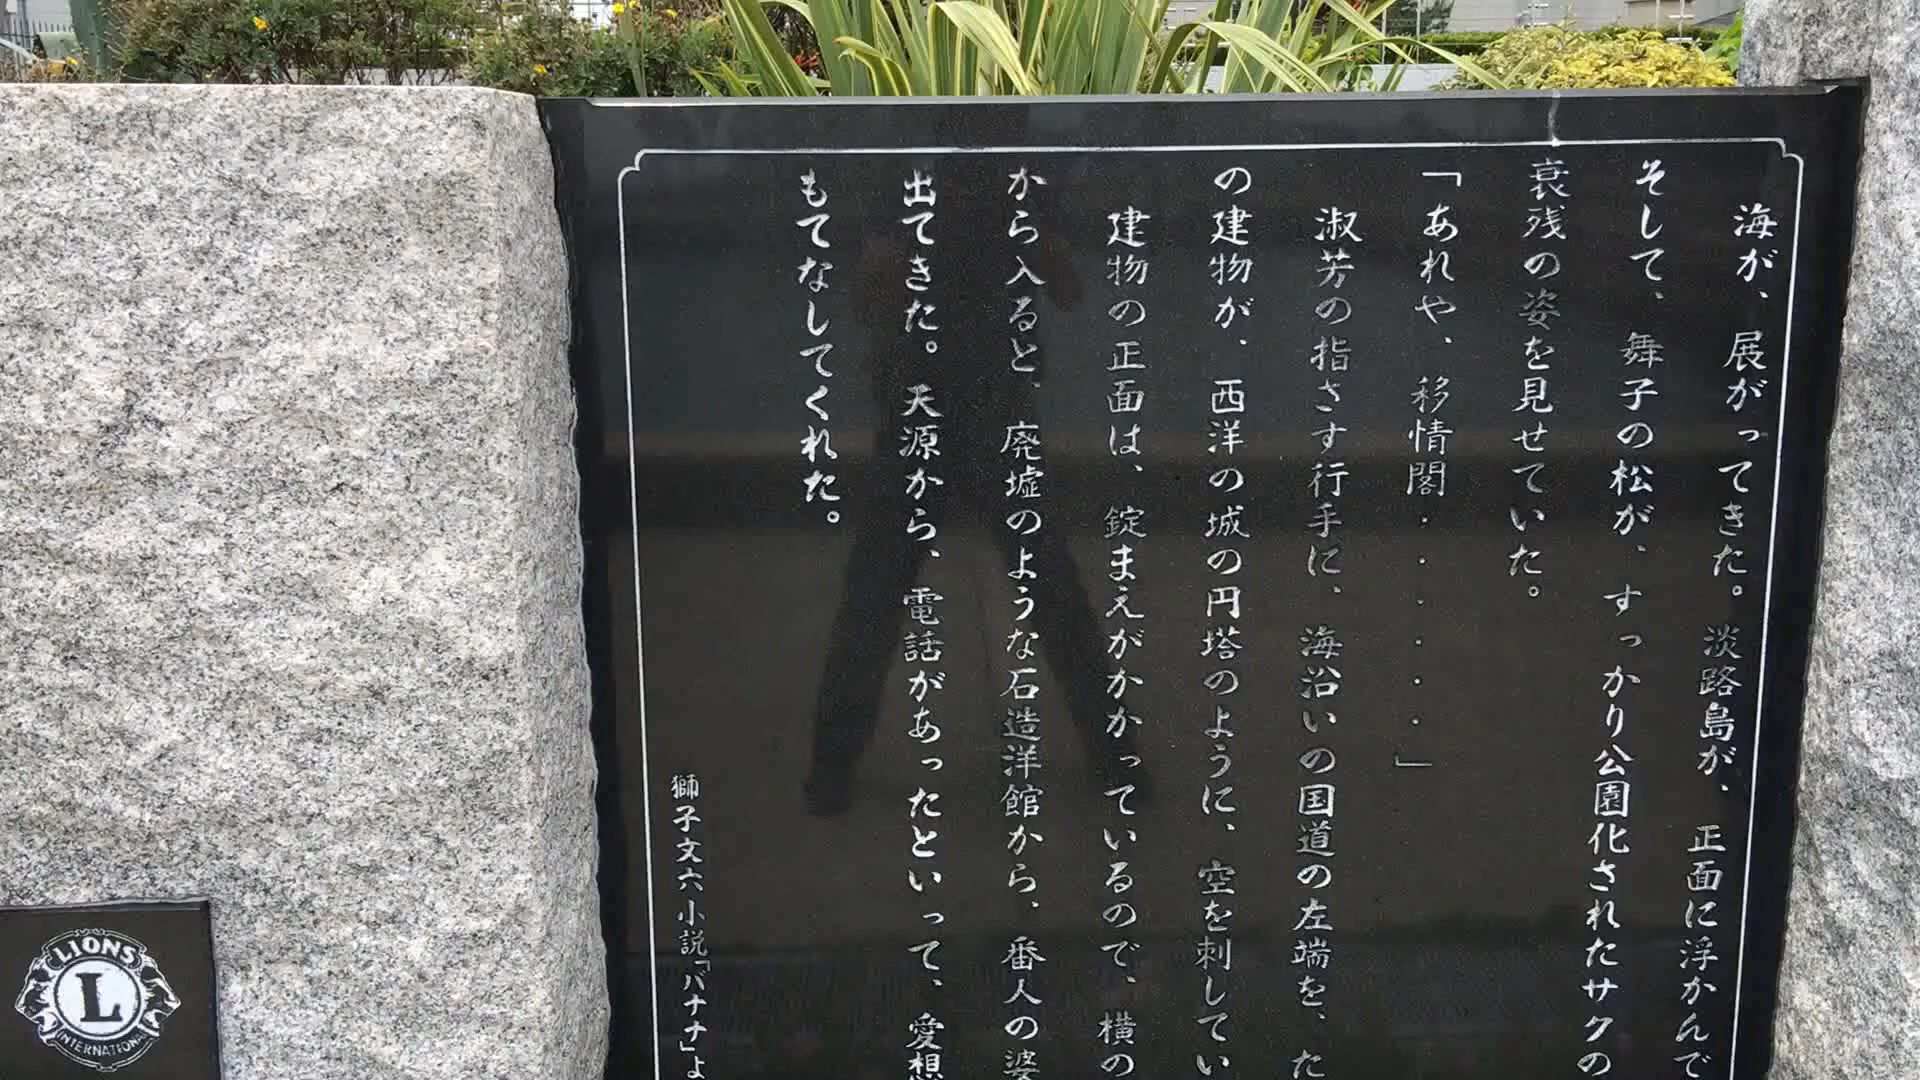 海が、展がってきた。淡路島が、正面に浮かんで
そして、舞子の松が、すっかり公園化されたサクの
衰残の姿を見せていた。
「あれや、移情閣・・・・・・」
淑芳の指さす行手に、海沿いの国道の左端を、た
の建物が、西洋の城の円塔のように、空を刺してい
建物の正面は、錠まえがかかっているので、横の
から入ると、廃墟のような石造洋館から、番人の婆
出てきた。天源から、電話があったといって、愛想
もてなしてくれた。
獅子文六小説「バナナ」よ
LIONS
L
INTERNATIONAL